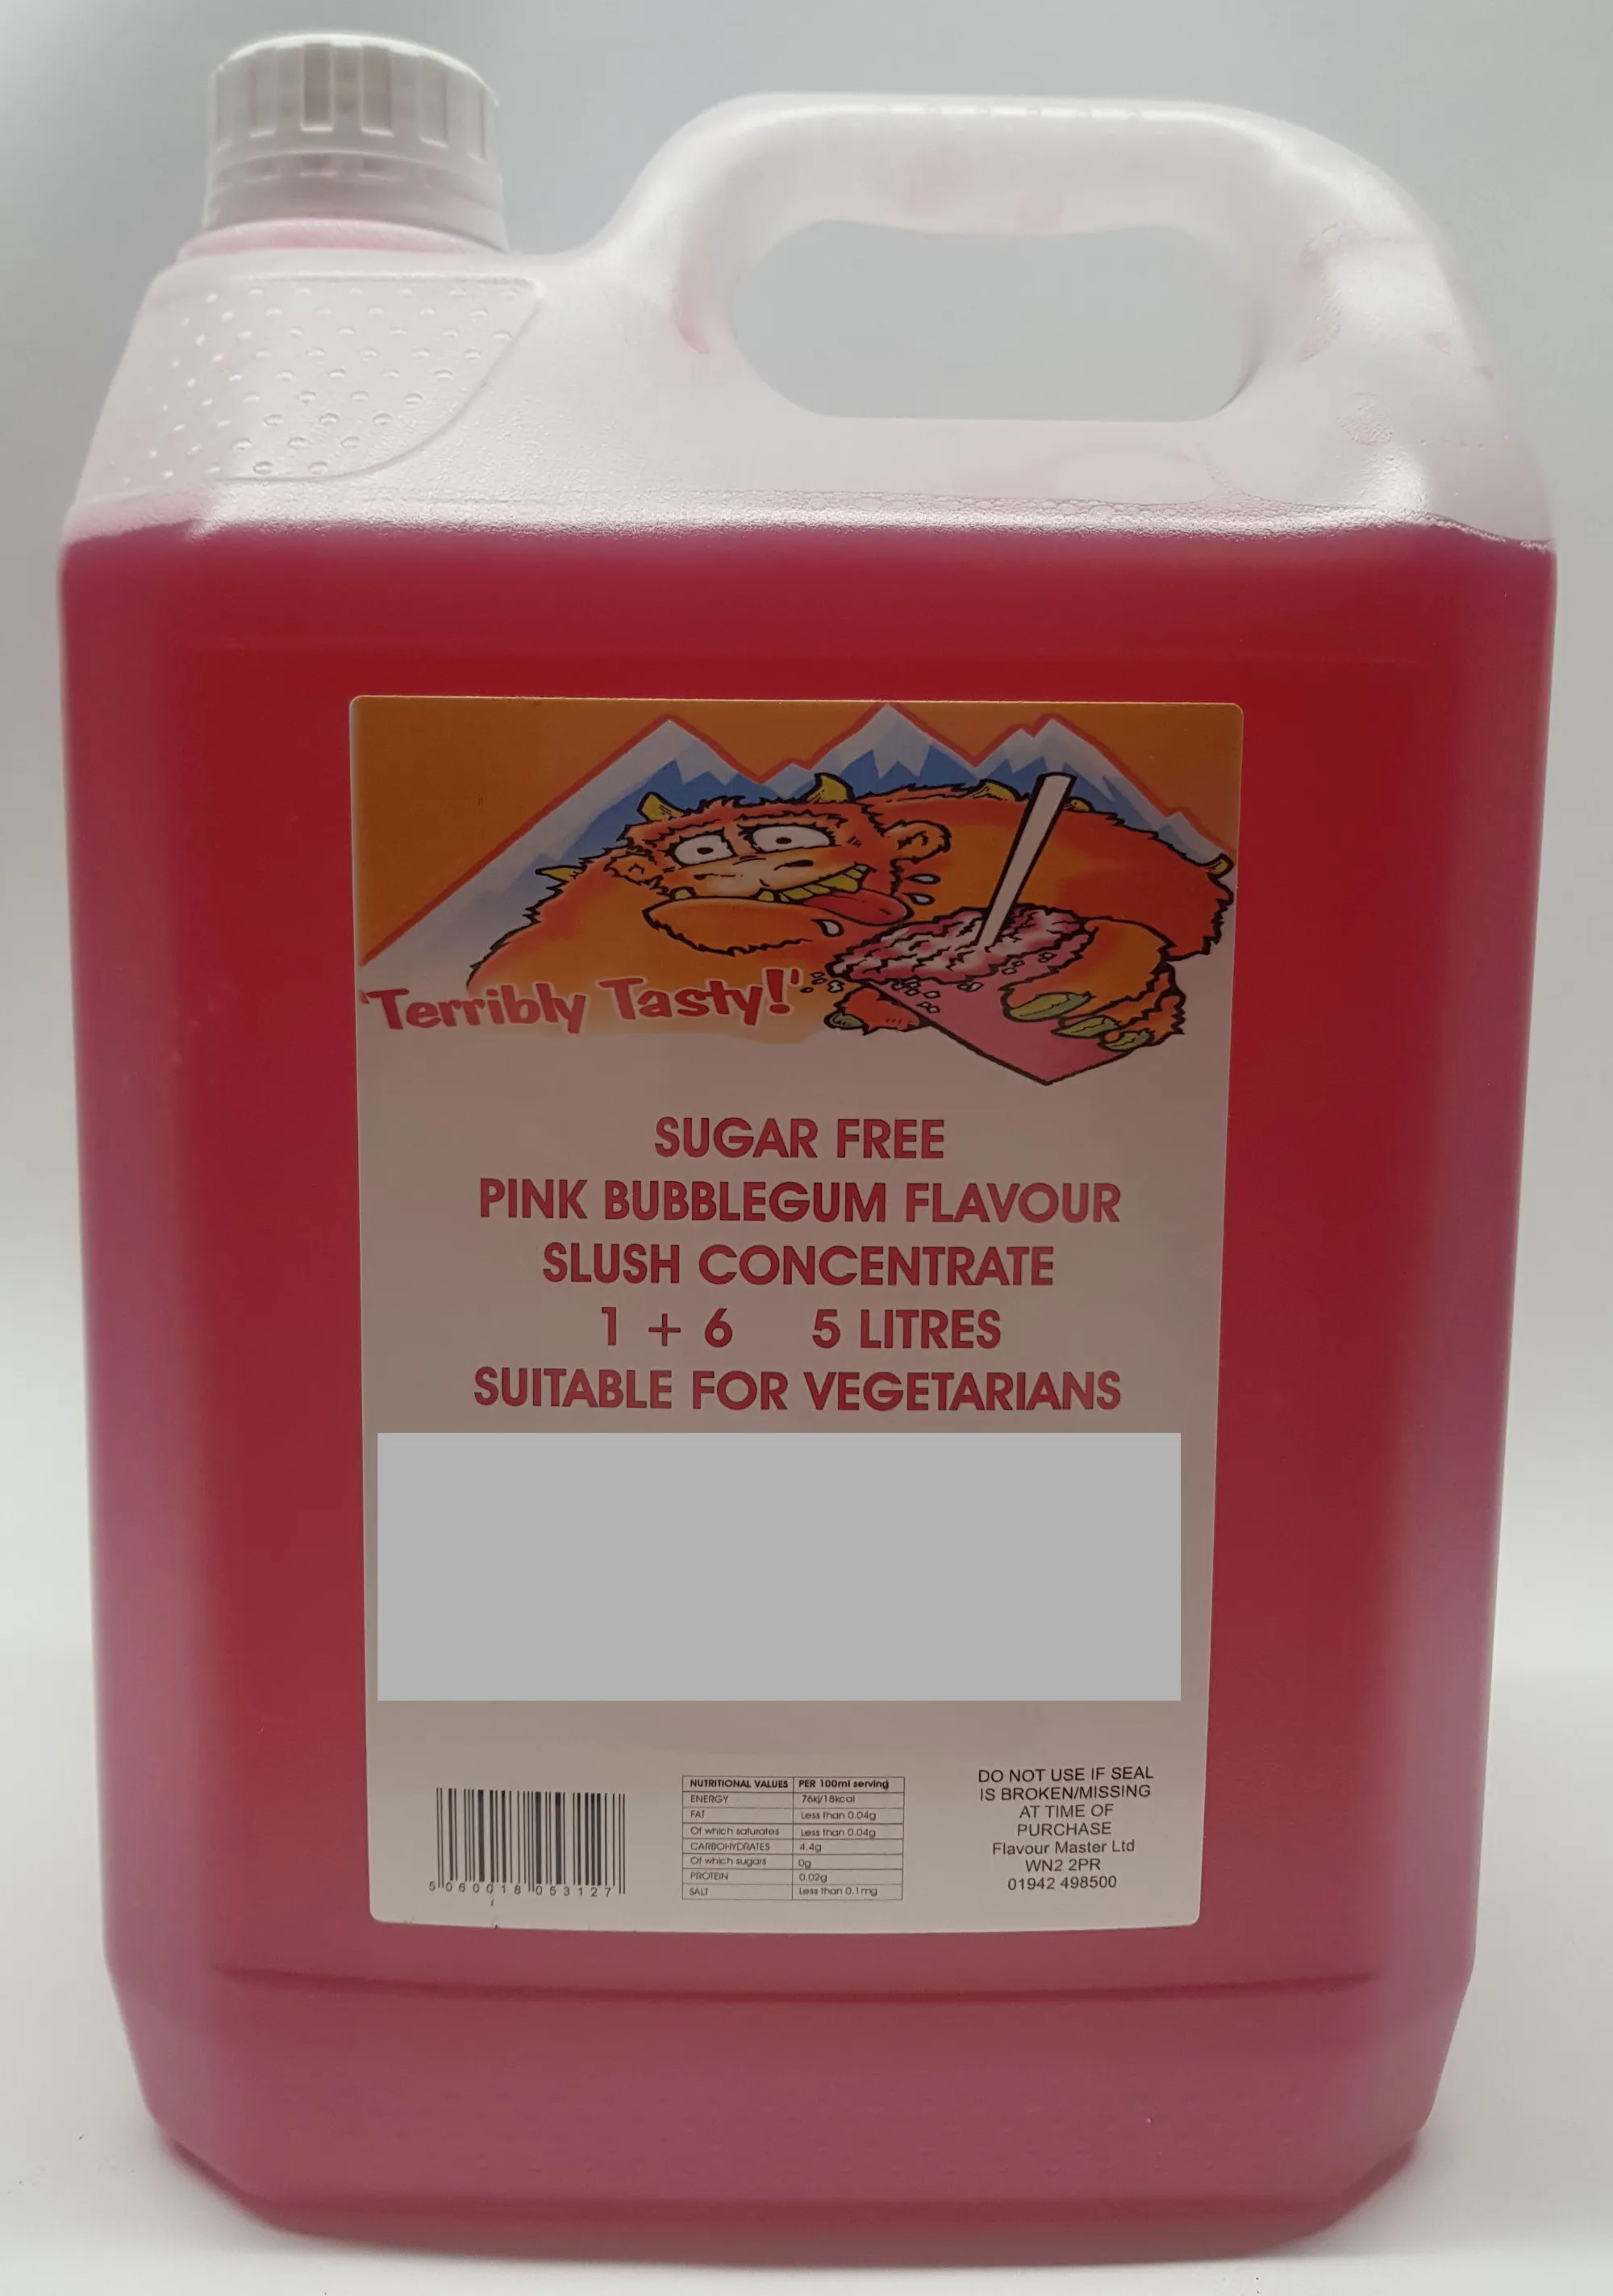 'Terribly Tasty!'
SUGAR FREE
PINK BUBBLEGUM FLAVOUR
SLUSH CONCENTRATE
1 + 6 5 LITRES
SUITABLE FOR VEGETARIANS
5 060018 053127
NUTRITIONAL VALUES PER 100ml serving
ENERGY 76kj/18kcal
FAT Less than 0.04g
Of which saturates Less than 0.04g
CARBOHYDRATES 4.4g
Of which sugars 0g
PROTEIN 0.02g
SALT Less than 0.1mg
DO NOT USE IF SEAL
IS BROKEN/MISSING
AT TIME OF
PURCHASE
Flavour Master Ltd
WN2 2PR
01942 498500